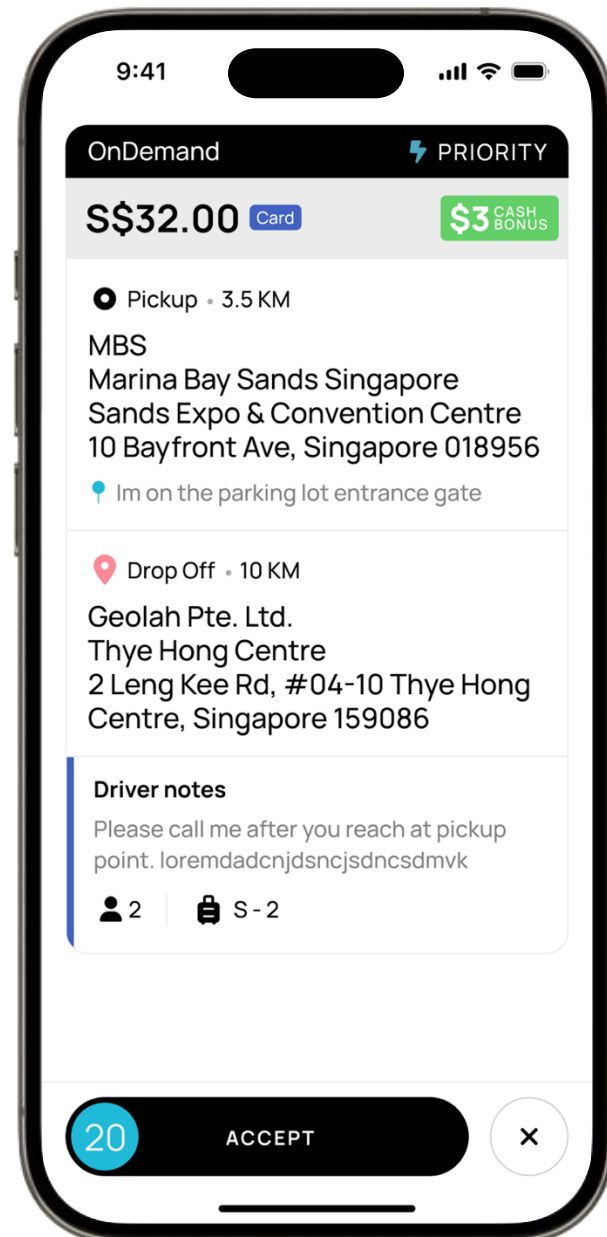 9:41
OnDemand PRIORITY
S$32.00 Card $3 CASH BONUS
Pickup • 3.5 KM
MBS
Marina Bay Sands Singapore
Sands Expo & Convention Centre
10 Bayfront Ave, Singapore 018956
Im on the parking lot entrance gate
Drop Off • 10 KM
Geolah Pte. Ltd.
Thye Hong Centre
2 Leng Kee Rd, #04-10 Thye Hong
Centre, Singapore 159086
Driver notes
Please call me after you reach at pickup
point. loremdadcnjdsncjsdncsdmvk
2 S - 2
20 ACCEPT